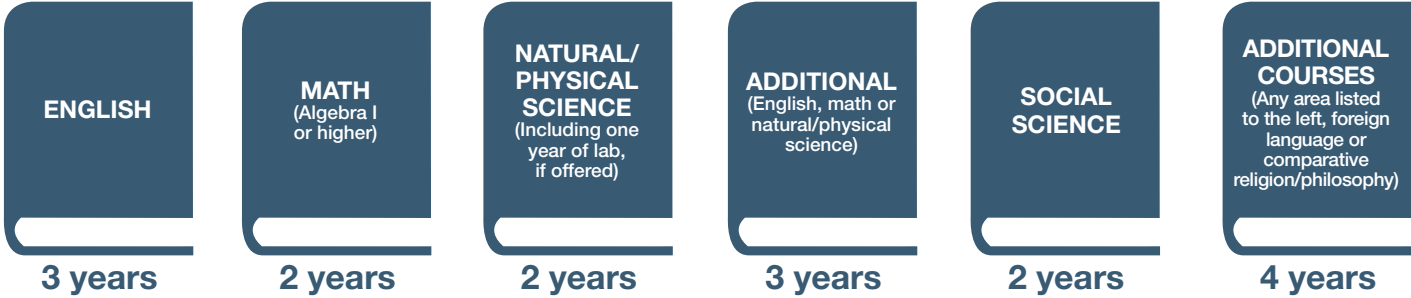 ENGLISH
3 years
MATH
(Algebra I
or higher)
2 years
NATURAL/
PHYSICAL
SCIENCE
(Including one
year of lab,
if offered)
2 years
ADDITIONAL
(English, math or
natural/physical
science)
3 years
SOCIAL
SCIENCE
2 years
ADDITIONAL
COURSES
(Any area listed
to the left, foreign
language or
comparative
religion/philosophy)
4 years